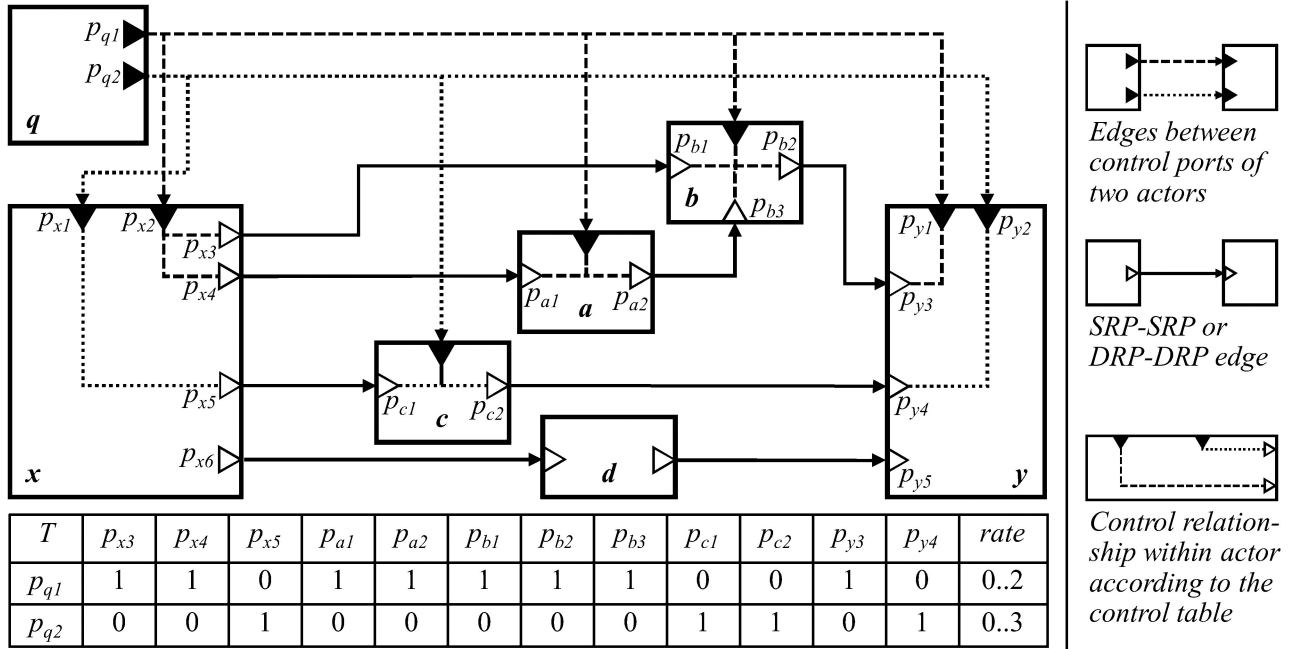 p_q1
p_q2
q
p_b1
p_b2
b
p_b3
p_x1
p_x2
p_x3
p_x4
p_a1
p_a2
a
p_y1
p_y2
p_y3
p_x5
p_c1
p_c2
c
p_y4
p_x6
x
d
p_y5
y
T p_x3 p_x4 p_x5 p_a1 p_a2 p_b1 p_b2 p_b3 p_c1 p_c2 p_y3 p_y4 rate
p_q1 1 1 0 1 1 1 1 1 0 0 1 0 0..2
p_q2 0 0 1 0 0 0 0 0 1 1 0 1 0..3
Edges between
control ports of
two actors
SRP-SRP or
DRP-DRP edge
Control relation-
ship within actor
according to the
control table